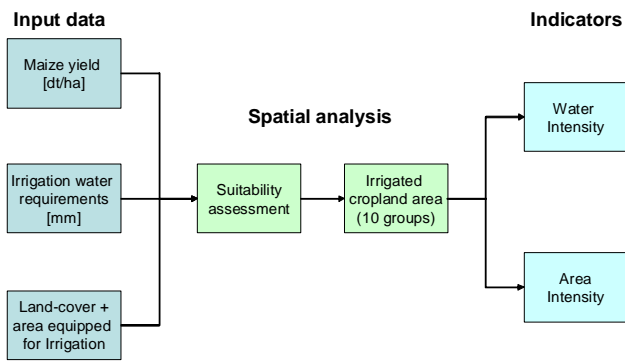 Input data
Indicators
Maize yield
[dt/ha]
Water
Intensity
Spatial analysis
Irrigation water
requirements
[mm]
Suitability
assessment
Irrigated
cropland area
(10 groups)
Area
Intensity
Land-cover +
area equipped
for Irrigation